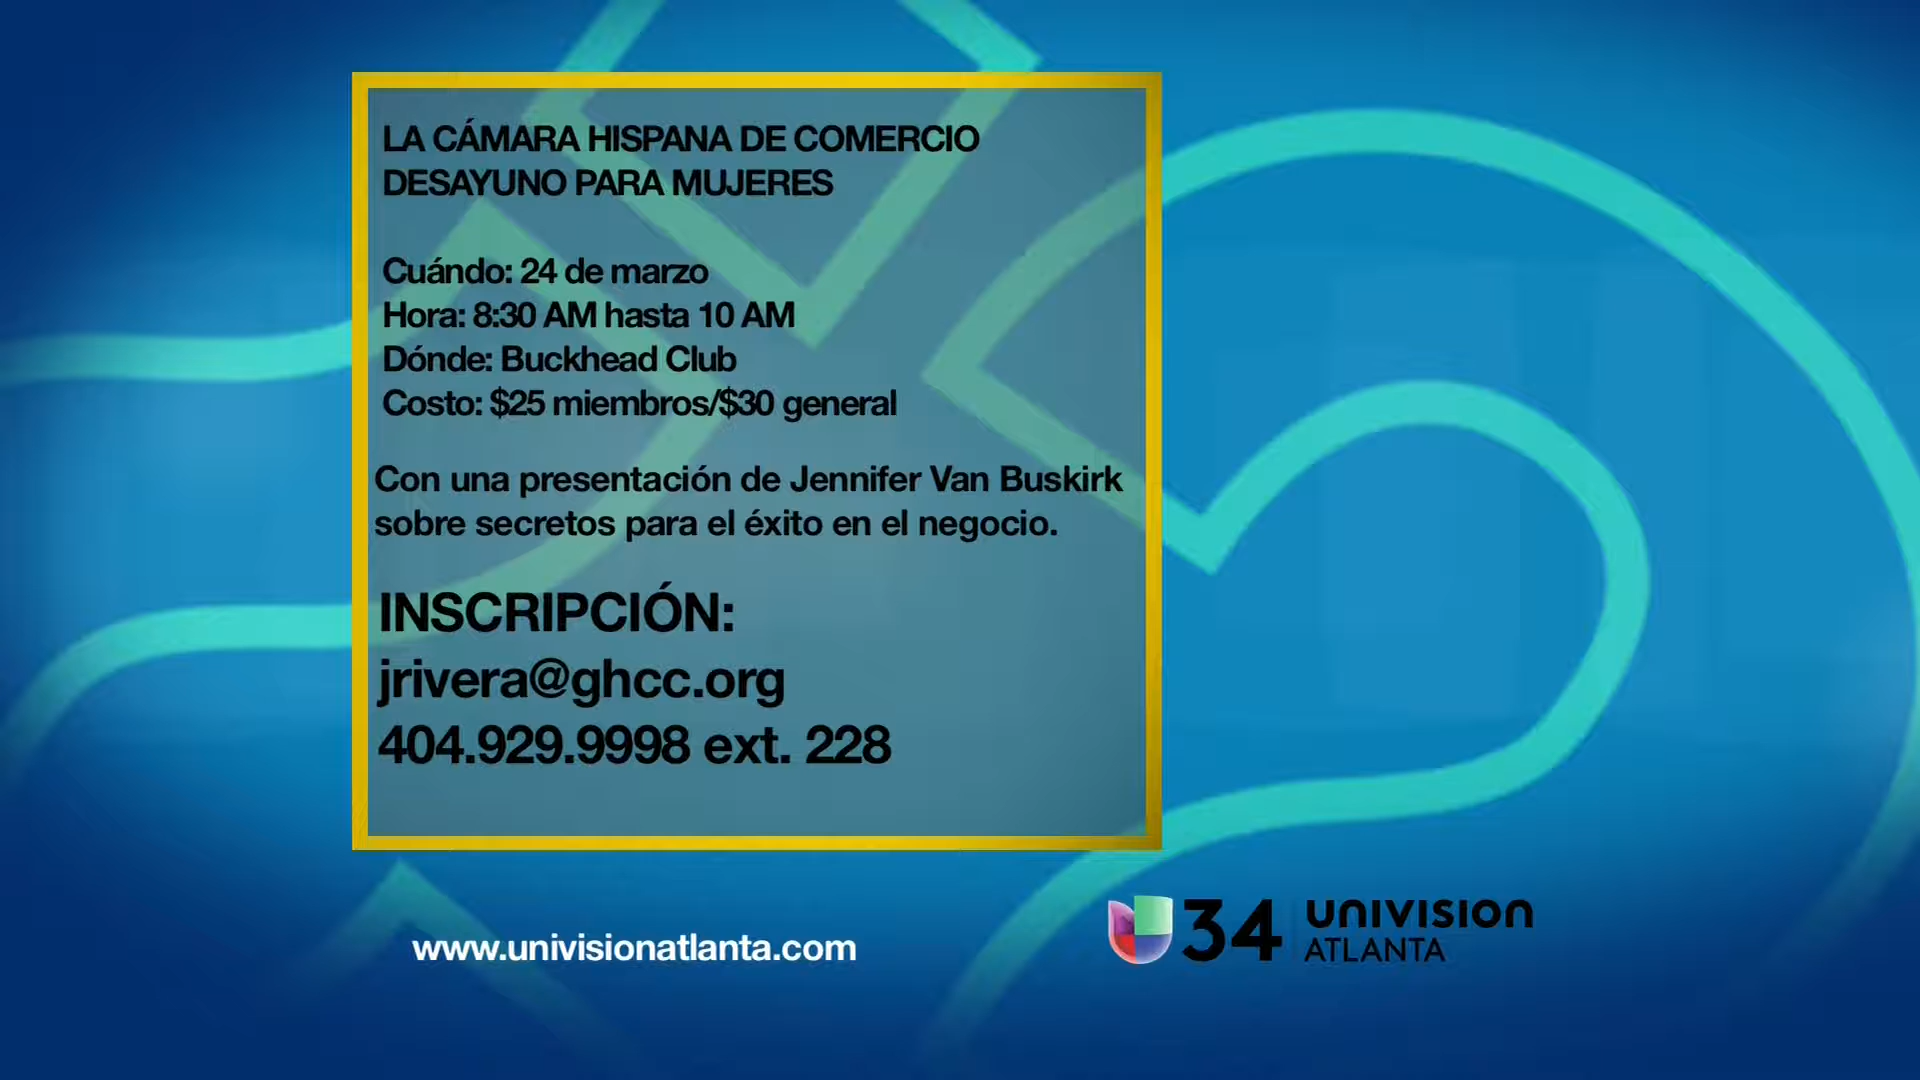 LA CÁMARA HISPANA DE COMERCIO
DESAYUNO PARA MUJERES
Cuándo: 24 de marzo
Hora: 8:30 AM hasta 10 AM
Dónde: Buckhead Club
Costo: $25 miembros/$30 general
Con una presentación de Jennifer Van Buskirk
sobre secretos para el éxito en el negocio.
INSCRIPCIÓN:
jrivera@ghcc.org
404.929.9998 ext. 228
www.univisionatlanta.com
34 UNIVISION
ATLANTA